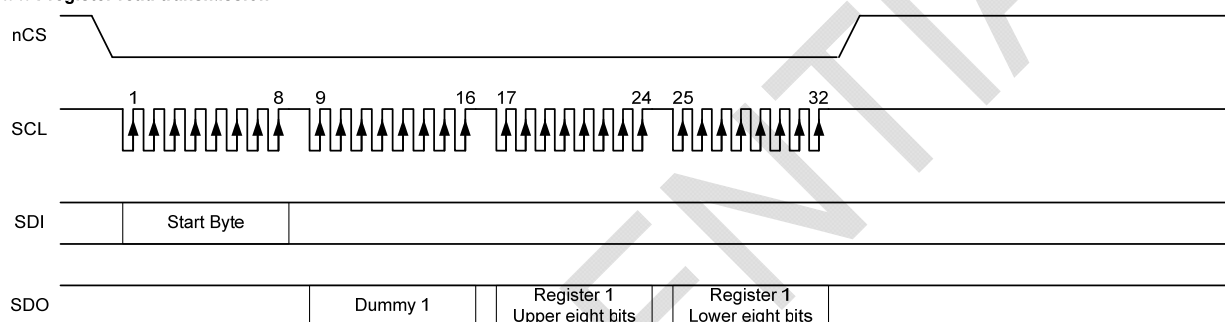 nCS
1 8 9 16 17 24 25 32
SCL
SDI Start Byte
SDO Dummy 1 Register 1 Upper eight bits Register 1 Lower eight bits